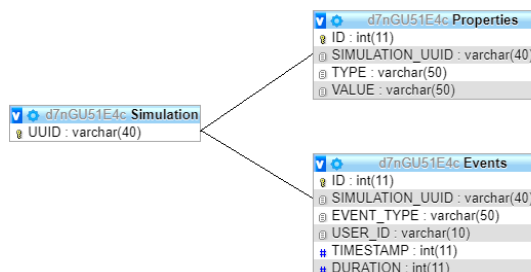 d7nGU51E4c Properties
ID : int(11)
SIMULATION_UUID : varchar(40)
TYPE : varchar(50)
VALUE : varchar(50)
d7nGU51E4c Simulation
UUID : varchar(40)
d7nGU51E4c Events
ID : int(11)
SIMULATION_UUID : varchar(40)
EVENT_TYPE : varchar(50)
USER_ID : varchar(10)
# TIMESTAMP : int(11)
# DURATION : int(11)